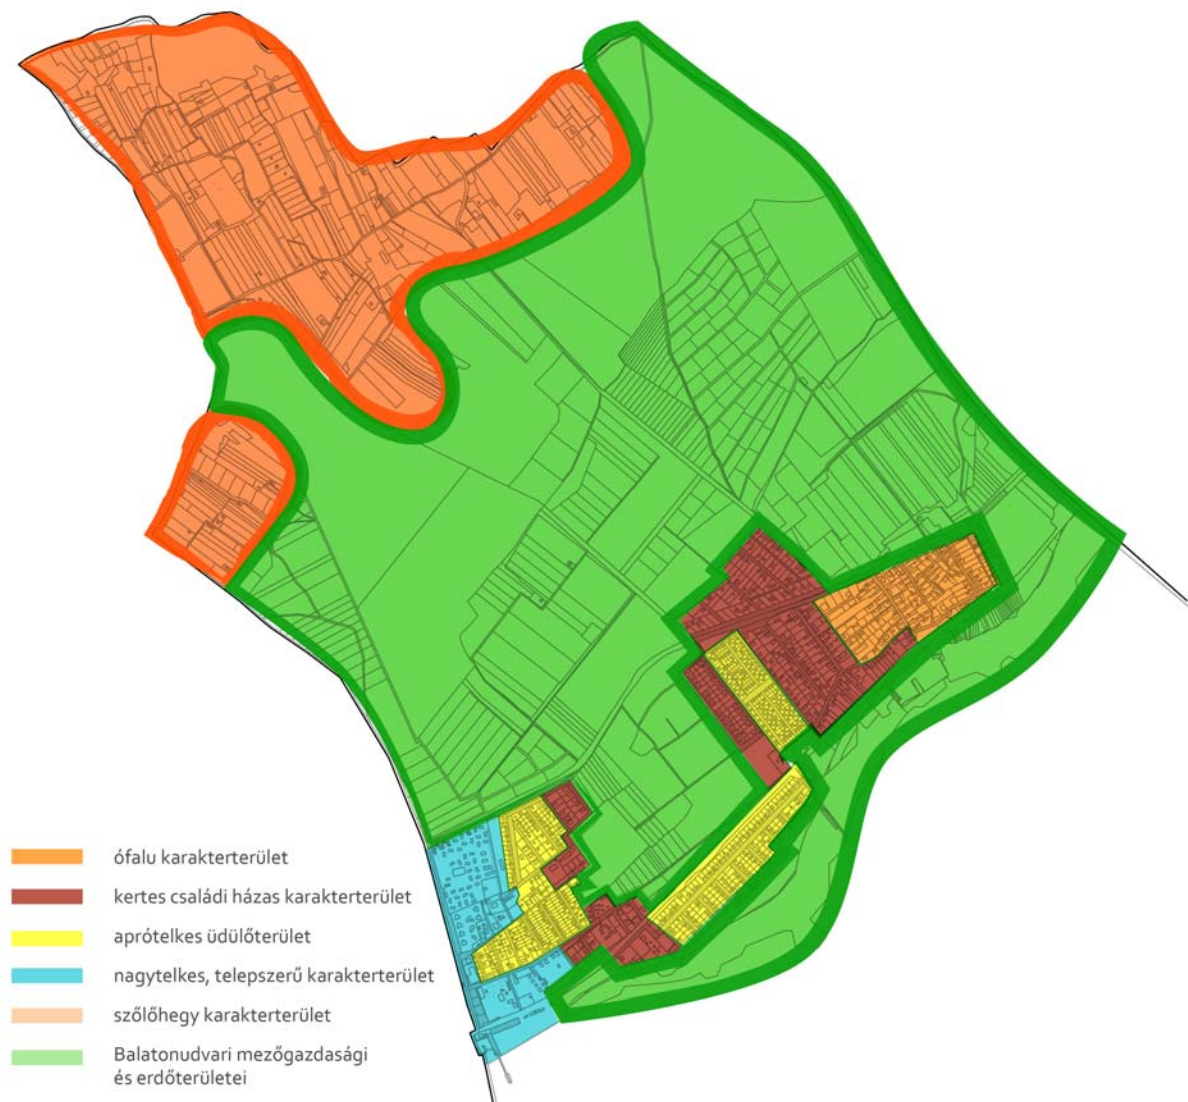 ófalu karakterterület
kertes családi házas karakterterület
aprótelkes üdülőterület
nagytelkes, telepszerű karakterterület
szőlőhegy karakterterület
Balatonudvari mezőgazdasági
és erdőterületei